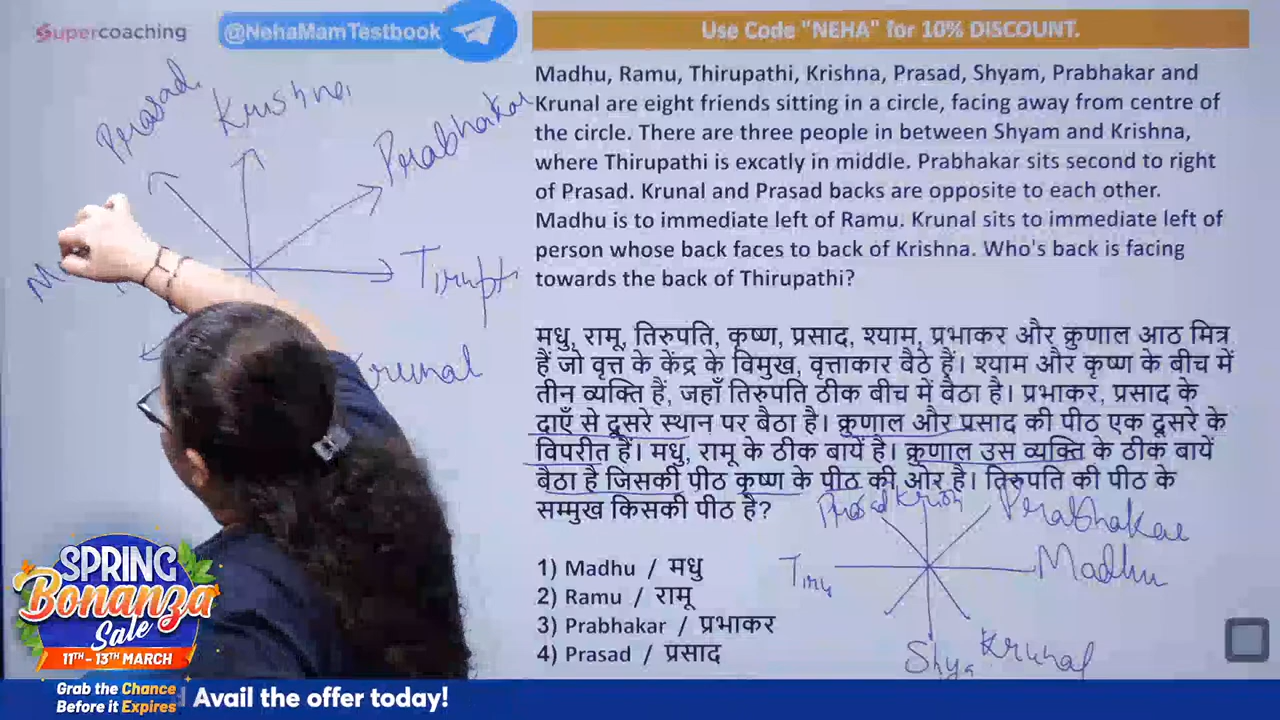 supercoaching
@NehaMamTestbook
Use Code "NEHA" for 10% DISCOUNT.
Madhu, Ramu, Thirupathi, Krishna, Prasad, Shyam, Prabhakar and
Krunal are eight friends sitting in a circle, facing away from centre of
the circle. There are three people in between Shyam and Krishna,
where Thirupathi is excatly in middle. Prabhakar sits second to right
of Prasad. Krunal and Prasad backs are opposite to each other.
Madhu is to immediate left of Ramu. Krunal sits to immediate left of
person whose back faces to back of Krishna. Who's back is facing
towards the back of Thirupathi?
मधु, रामू, तिरुपति, कृष्ण, प्रसाद, श्याम, प्रभाकर और क्रुणाल आठ मित्र
हैं जो वृत्त के केंद्र के विमुख, वृत्ताकार बैठे हैं। श्याम और कृष्ण के बीच में
तीन व्यक्ति हैं, जहाँ तिरुपति ठीक बीच में बैठा है। प्रभाकर, प्रसाद के
दाएँ से दूसरे स्थान पर बैठा है। क्रुणाल और प्रसाद की पीठ एक दूसरे के
विपरीत हैं। मधु, रामू के ठीक बायें है। क्रुणाल उस व्यक्ति के ठीक बायें
बैठा है जिसकी पीठ कृष्ण के पीठ की ओर है। तिरुपति की पीठ के
सम्मुख किसकी पीठ है?
1) Madhu / मधु
2) Ramu / रामू
3) Prabhakar / प्रभाकर
4) Prasad / प्रसाद
Prasad
Krushna
Prabhakar
Tirupt
Krunal
Prasad Krish Prabhakar
Tiru Madhu
Shya Krunal
SPRING
Bonanza
Sale
11TH - 13TH MARCH
Grab the Chance
Before it Expires
Avail the offer today!